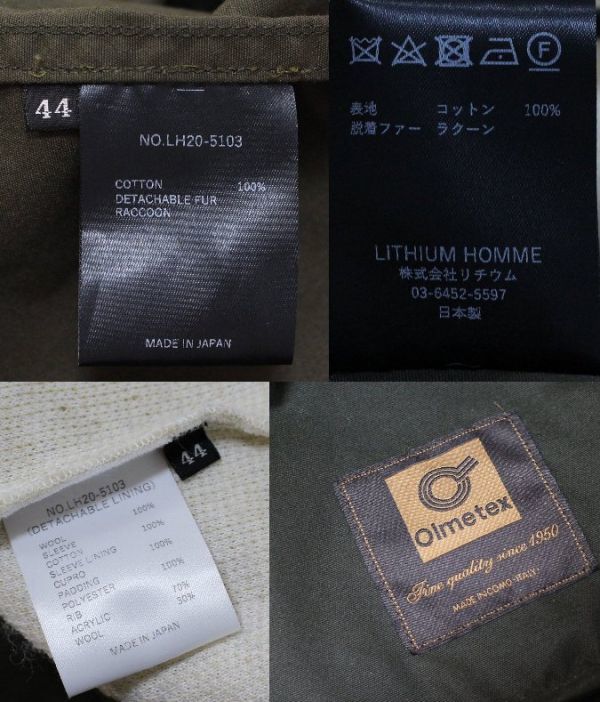 44
NO.LH20-5103
COTTON 100%
DETACHABLE FUR
RACCOON
MADE IN JAPAN
F
表地 コットン 100%
脱着ファー ラクーン
LITHIUM HOMME
株式会社リチウム
03-6452-5597
日本製
44
NO.LH20-5103
(DETACHABLE LINING)
WOOL 100%
SLEEVE
COTTON 100%
SLEEVE LINING
CUPRO 100%
PADDING
POLYESTER 100%
RIB
ACRYLIC 70%
WOOL 30%
MADE IN JAPAN
Olmetex
Fine quality since 1950
MADE IN COMO-ITALY